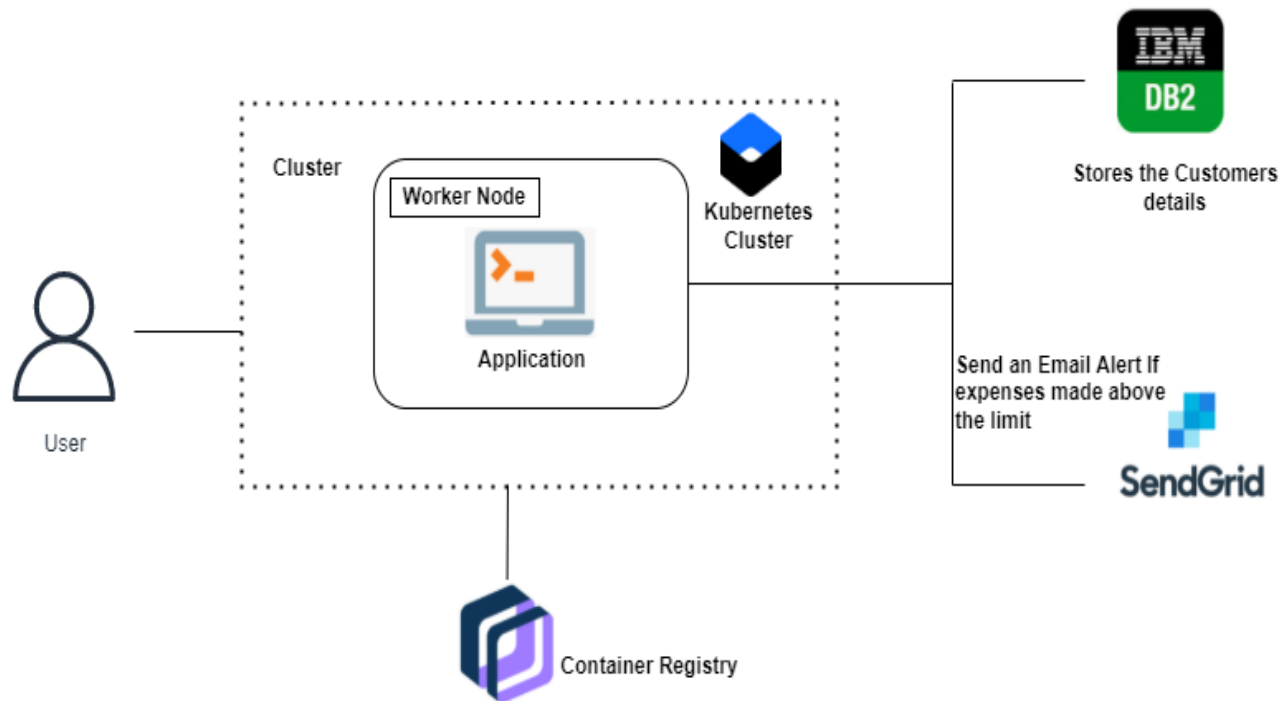 IBM
DB2
Stores the Customers
details
Cluster
Worker Node
Kubernetes
Cluster
Application
User
Send an Email Alert If
expenses made above
the limit
SendGrid
Container Registry